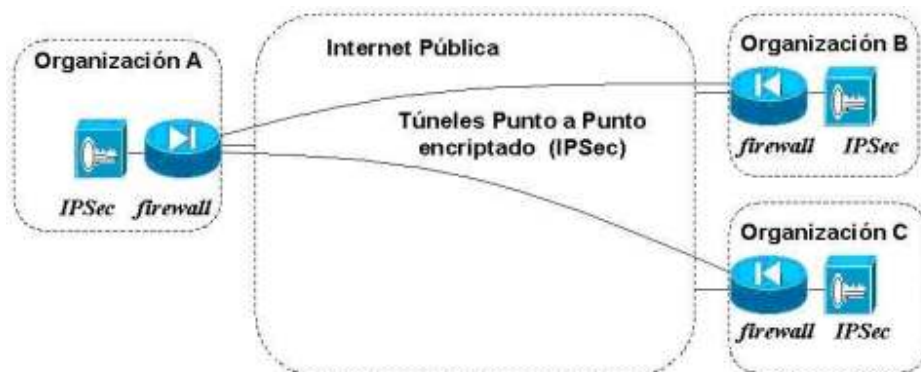 Organización A
IPSec firewall
Internet Pública
Túneles Punto a Punto
encriptado (IPSec)
Organización B
firewall IPSec
Organización C
firewall IPSec